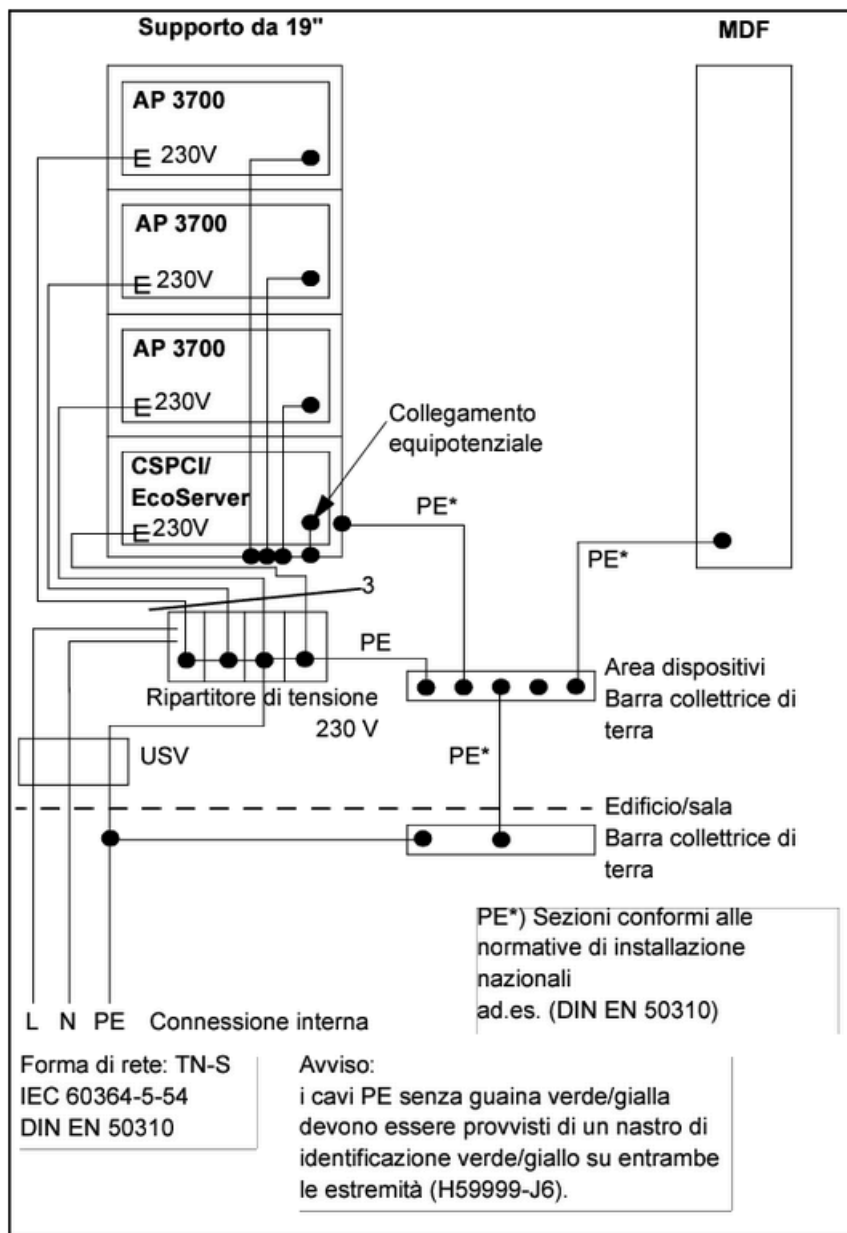 Supporto da 19"
MDF
AP 3700
230V
AP 3700
230V
AP 3700
230V
Collegamento
equipotenziale
CSPCI/
EcoServer
230V
PE*
PE*
3
PE
Area dispositivi
Barra collettrice di
terra
Ripartitore di tensione
230 V
USV
PE*
Edificio/sala
Barra collettrice di
terra
PE*) Sezioni conformi alle
normative di installazione
nazionali
ad.es. (DIN EN 50310)
L N PE Connessione interna
Forma di rete: TN-S
IEC 60364-5-54
DIN EN 50310
Avviso:
i cavi PE senza guaina verde/gialla
devono essere provvisti di un nastro di
identificazione verde/giallo su entrambe
le estremità (H59999-J6).